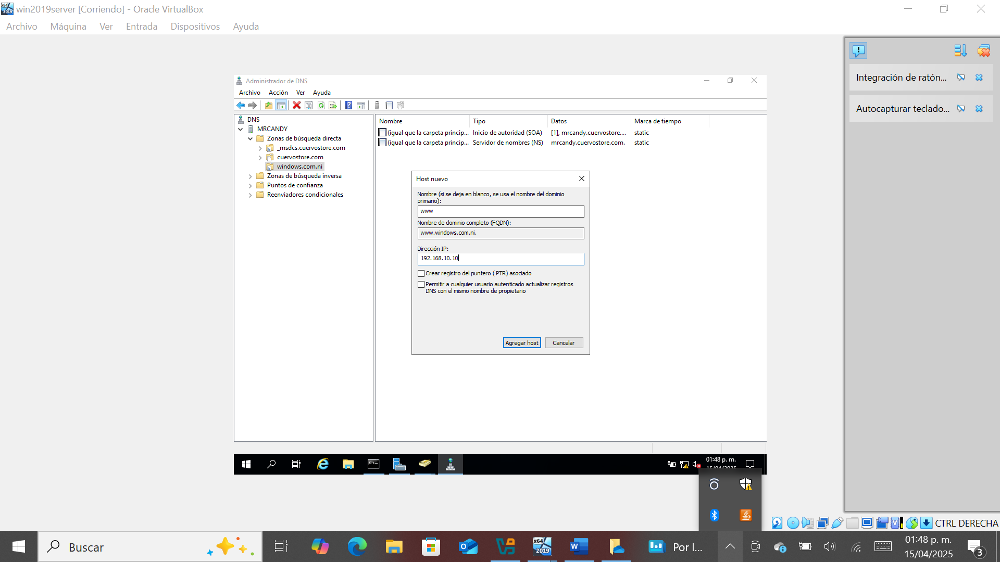 win2019server [Corriendo] - Oracle VirtualBox
Archivo Máquina Ver Entrada Dispositivos Ayuda
Integración de ratón...
Autocapturar teclado...
Administrador de DNS
Archivo Acción Ver Ayuda
DNS
MRCANDY
Zonas de búsqueda directa
_msdcs.cuervostore.com
cuervostore.com
windows.com.ni
Zonas de búsqueda inversa
Puntos de confianza
Reenviadores condicionales
Nombre Tipo Datos Marca de tiempo
(igual que la carpeta princip... Inicio de autoridad (SOA) [1], mrcandy.cuervostore.... static
(igual que la carpeta princip... Servidor de nombres (NS) mrcandy.cuervostore.com. static
Host nuevo
Nombre (si se deja en blanco, se usa el nombre del dominio
primario):
www
Nombre de dominio completo (FQDN):
www.windows.com.ni.
Dirección IP:
192.168.10.10
Crear registro del puntero (PTR) asociado
Permitir a cualquier usuario autenticado actualizar registros
DNS con el mismo nombre de propietario
Agregar host Cancelar
01:48 p. m.
15/04/2025
CTRL DERECHA
Buscar
x64
2019
Por l...
01:48 p. m.
15/04/2025
3